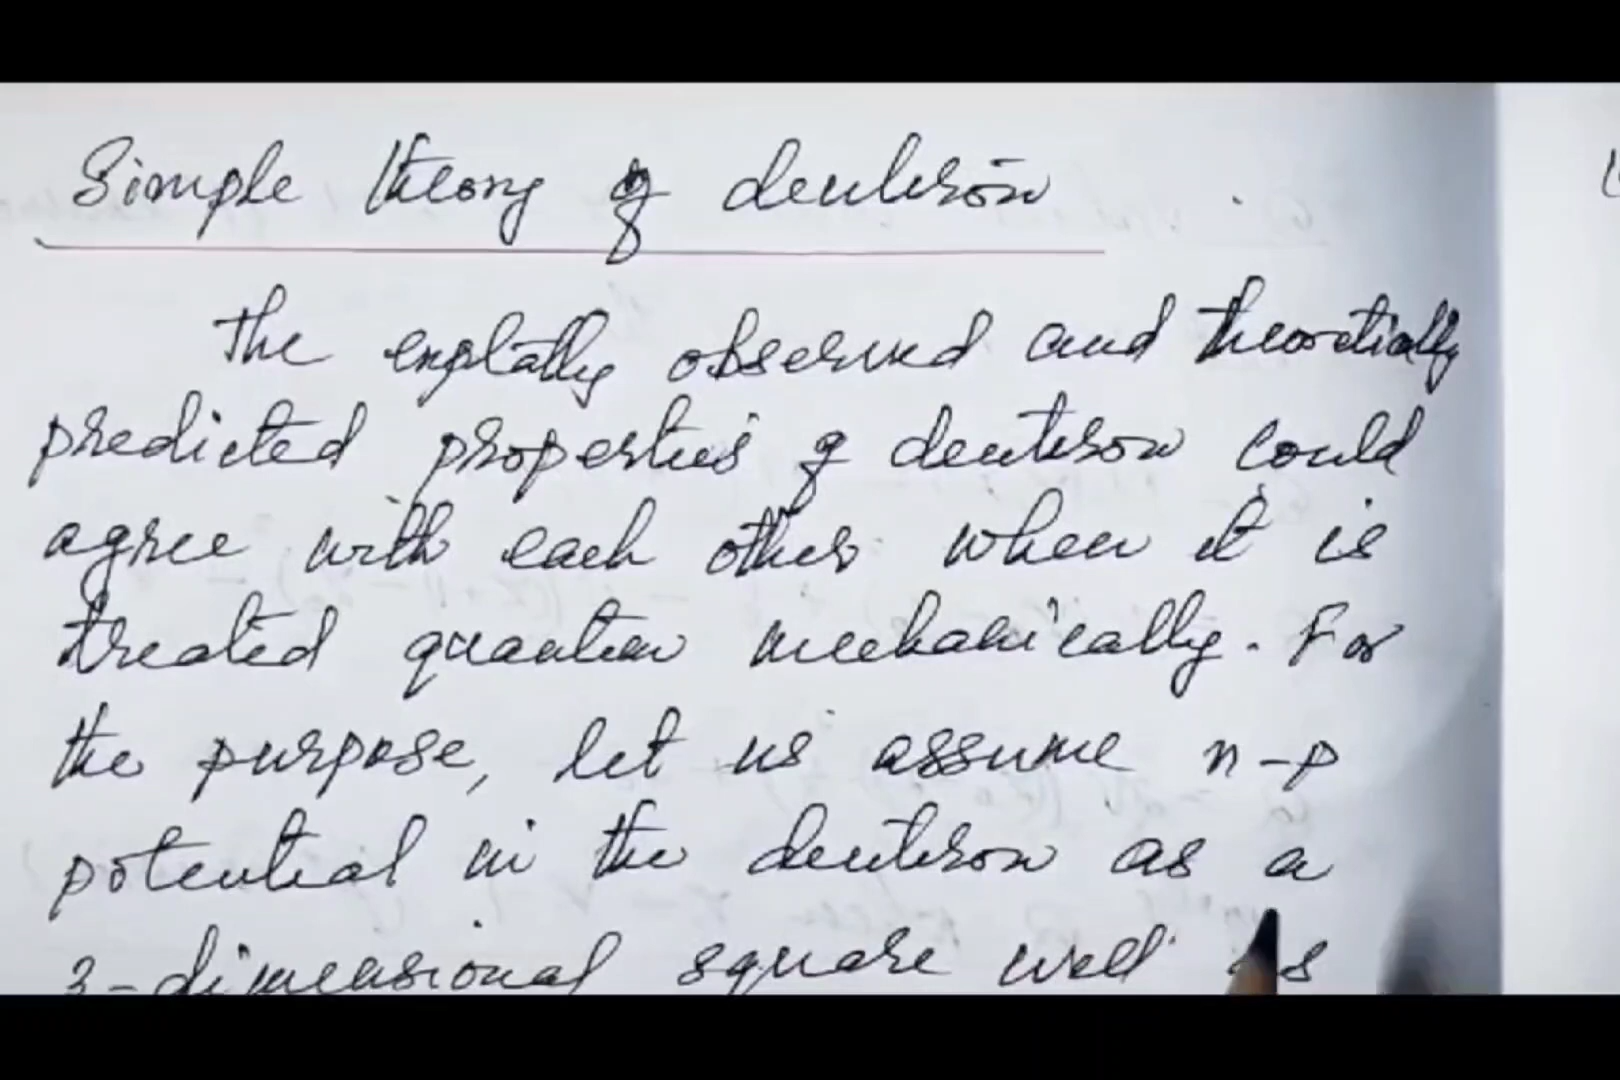 Simple theory of deuteron
The exptally observed and theoretially
predicted properties of deuteron could
agree with each other when it is
treated quantum mechanically. For
the purpose, let us assume n-p
potential in the deuteron as a
3-dimensional square well as